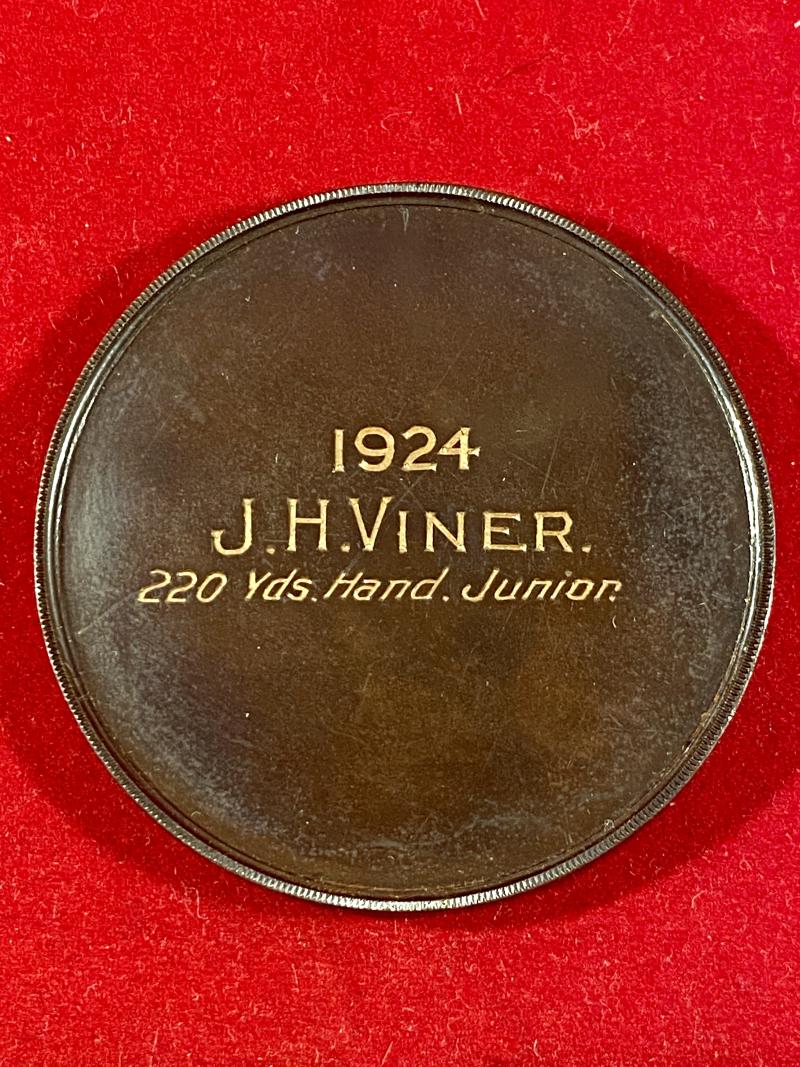 1924
J.H.VINER.
220 Yds. Hand. Junior.